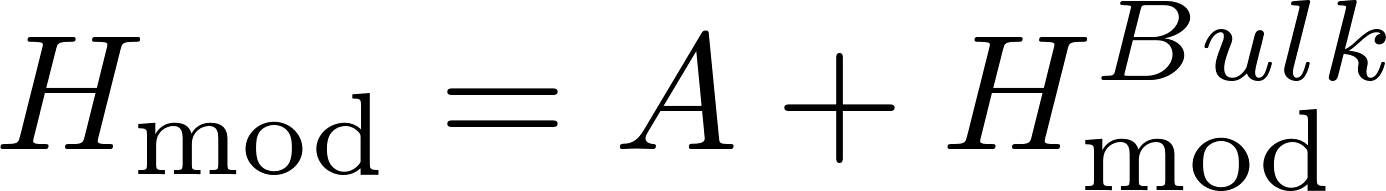 H_mod = A + H_mod^Bulk